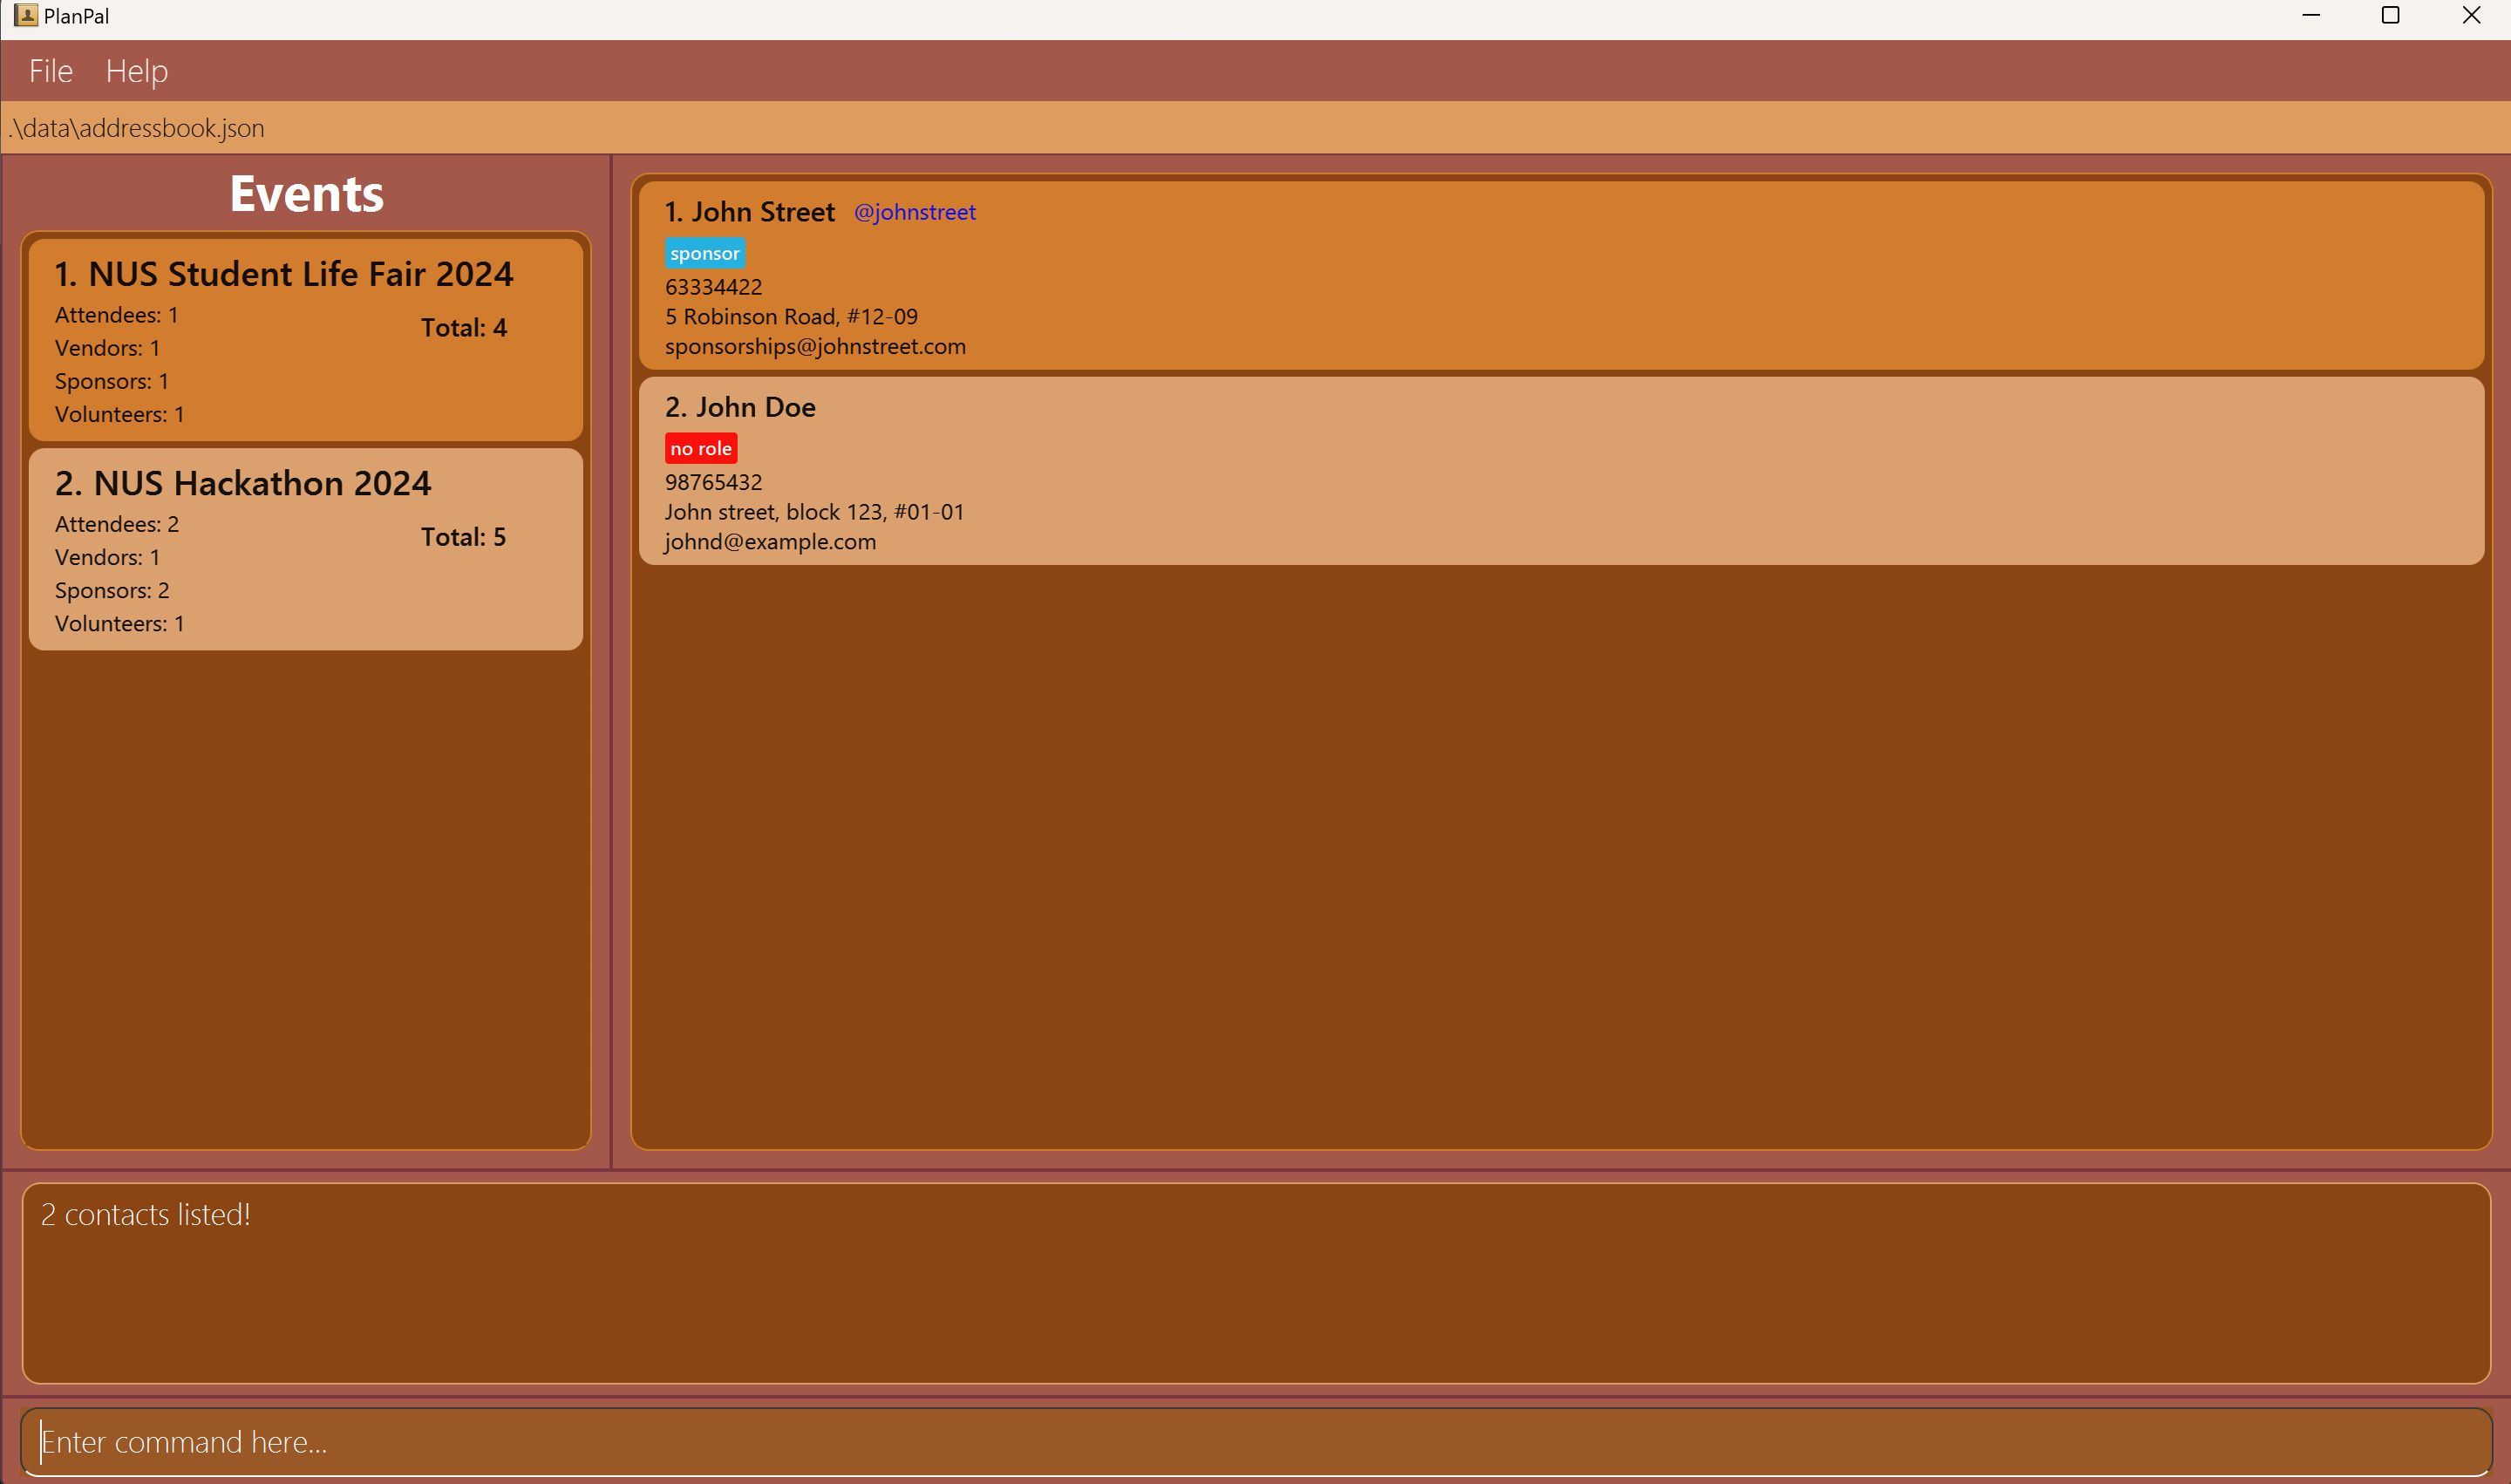 PlanPal
File Help
.\data\addressbook.json
Events
1. NUS Student Life Fair 2024
Attendees: 1
Total: 4
Vendors: 1
Sponsors: 1
Volunteers: 1
2. NUS Hackathon 2024
Attendees: 2
Total: 5
Vendors: 1
Sponsors: 2
Volunteers: 1
1. John Street @johnstreet
sponsor
63334422
5 Robinson Road, #12-09
sponsorships@johnstreet.com
2. John Doe
no role
98765432
John street, block 123, #01-01
johnd@example.com
2 contacts listed!
Enter command here...